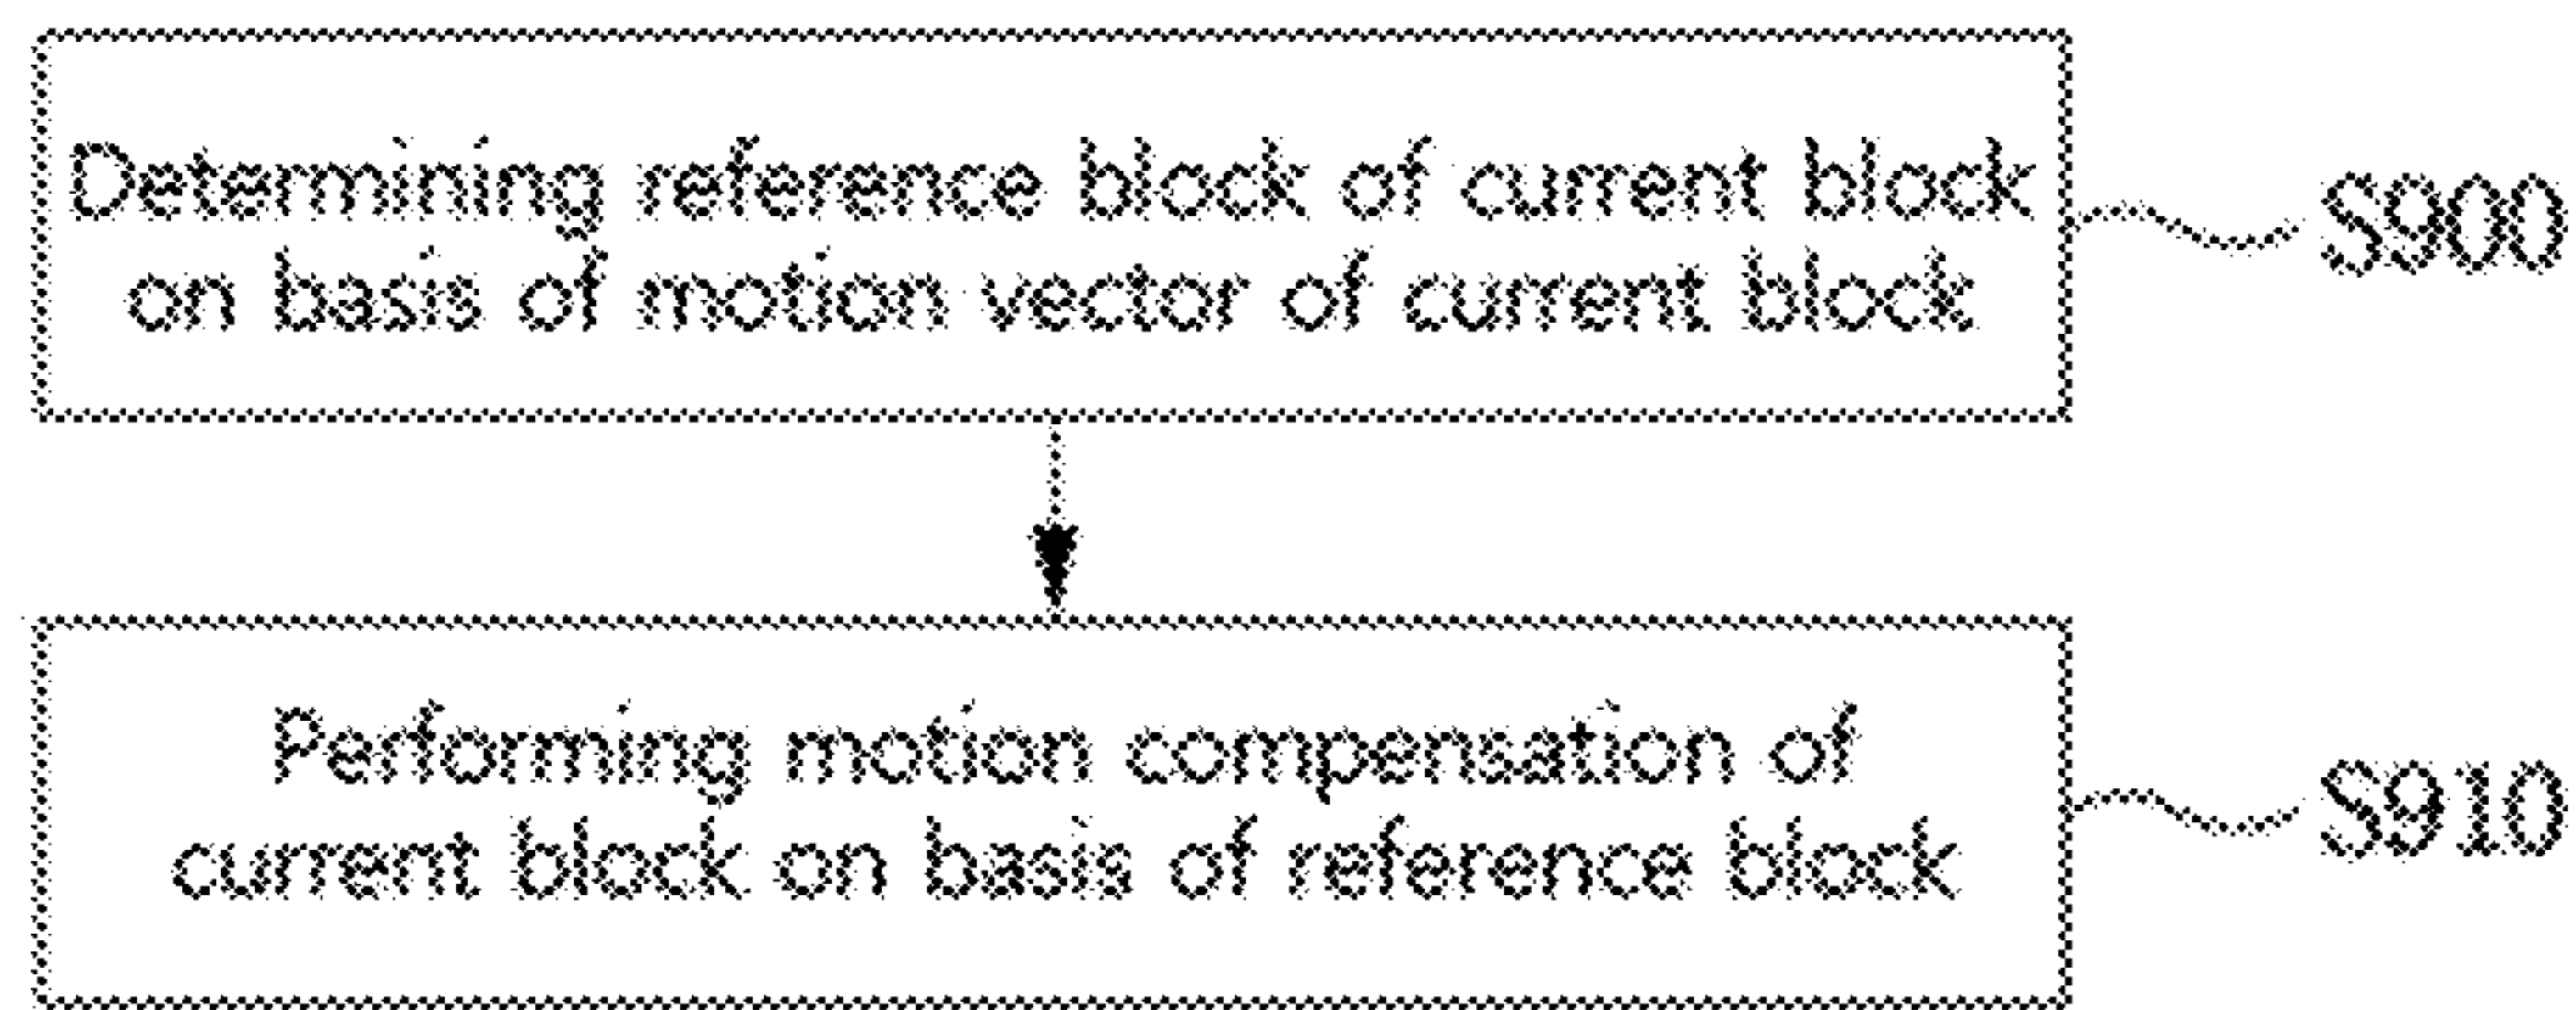 Determining reference block of current block
on basis of motion vector of current block
S900
Performing motion compensation of
current block on basis of reference block
S910